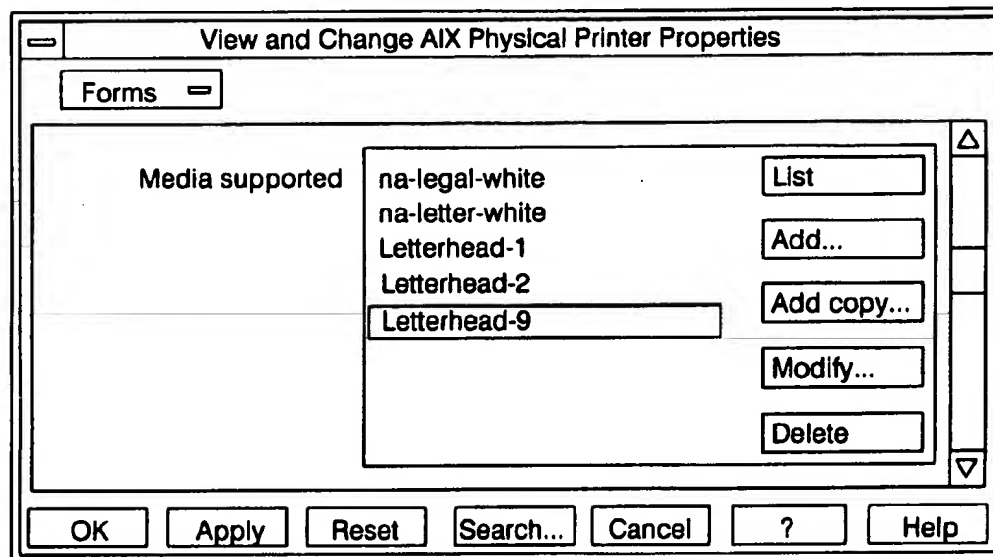 View and Change AIX Physical Printer Properties
Forms
Media supported
na-legal-white
na-letter-white
Letterhead-1
Letterhead-2
Letterhead-9
List
Add...
Add copy...
Modify...
Delete
OK
Apply
Reset
Search...
Cancel
?
Help